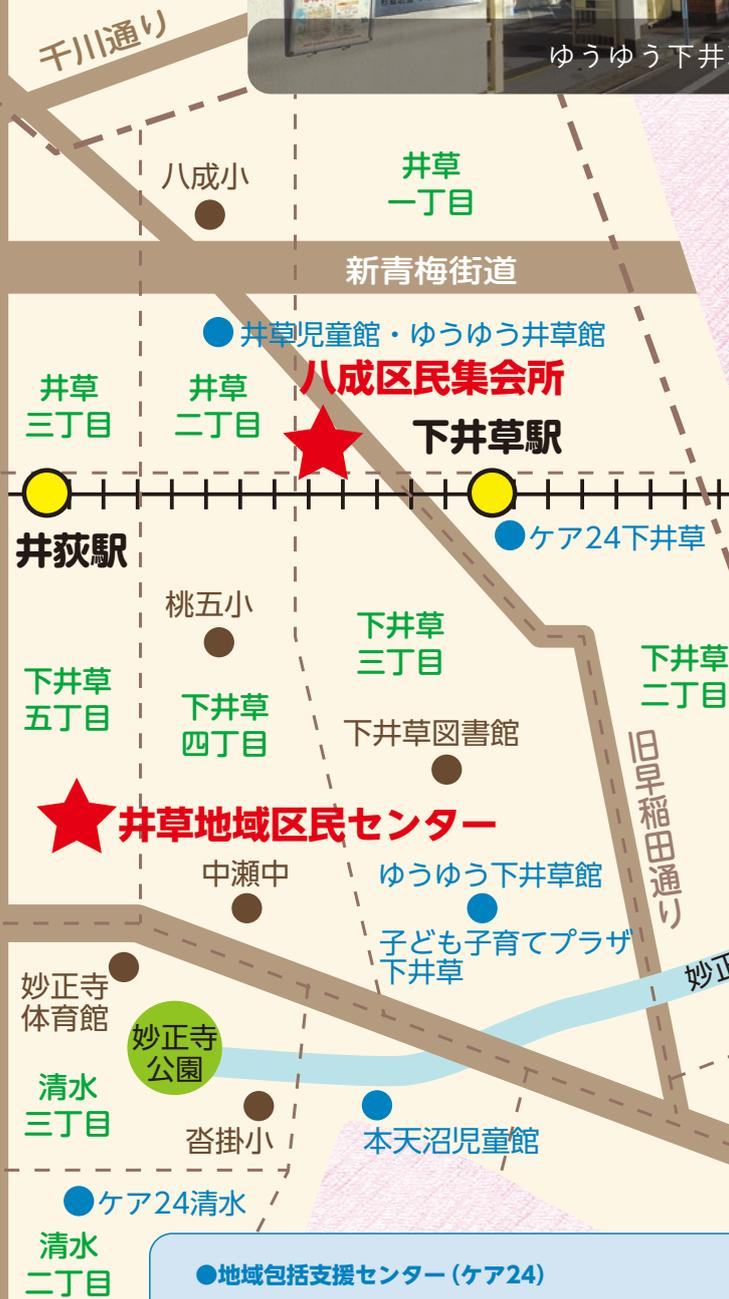 千川通り
ゆうゆう下井
八成小
井草
一丁目
新青梅街道
井草児童館・ゆうゆう井草館
八成区民集会所
井草
三丁目
井草
二丁目
下井草駅
井荻駅
ケア24下井草
桃五小
下井草
三丁目
下井草
二丁目
下井草
五丁目
下井草
四丁目
下井草図書館
旧早稲田通り
井草地域区民センター
中瀬中
ゆうゆう下井草館
子ども子育てプラザ
下井草
妙正
妙正寺
体育館
妙正寺
公園
清水
三丁目
沓掛小
本天沼児童館
ケア24清水
清水
二丁目
●地域包括支援センター（ケア24）